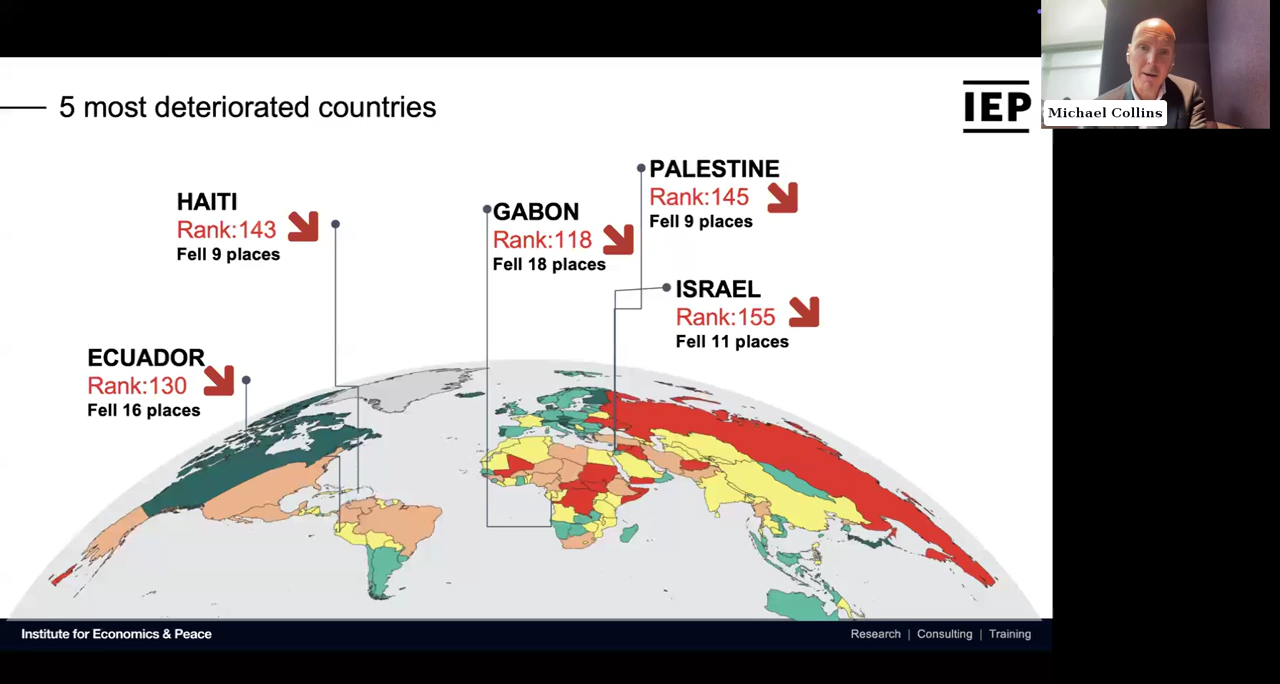 5 most deteriorated countries
IEP
Michael Collins
PALESTINE
Rank:145
Fell 9 places
HAITI
Rank:143
Fell 9 places
GABON
Rank:118
Fell 18 places
ISRAEL
Rank:155
Fell 11 places
ECUADOR
Rank:130
Fell 16 places
Institute for Economics & Peace
Research | Consulting | Training